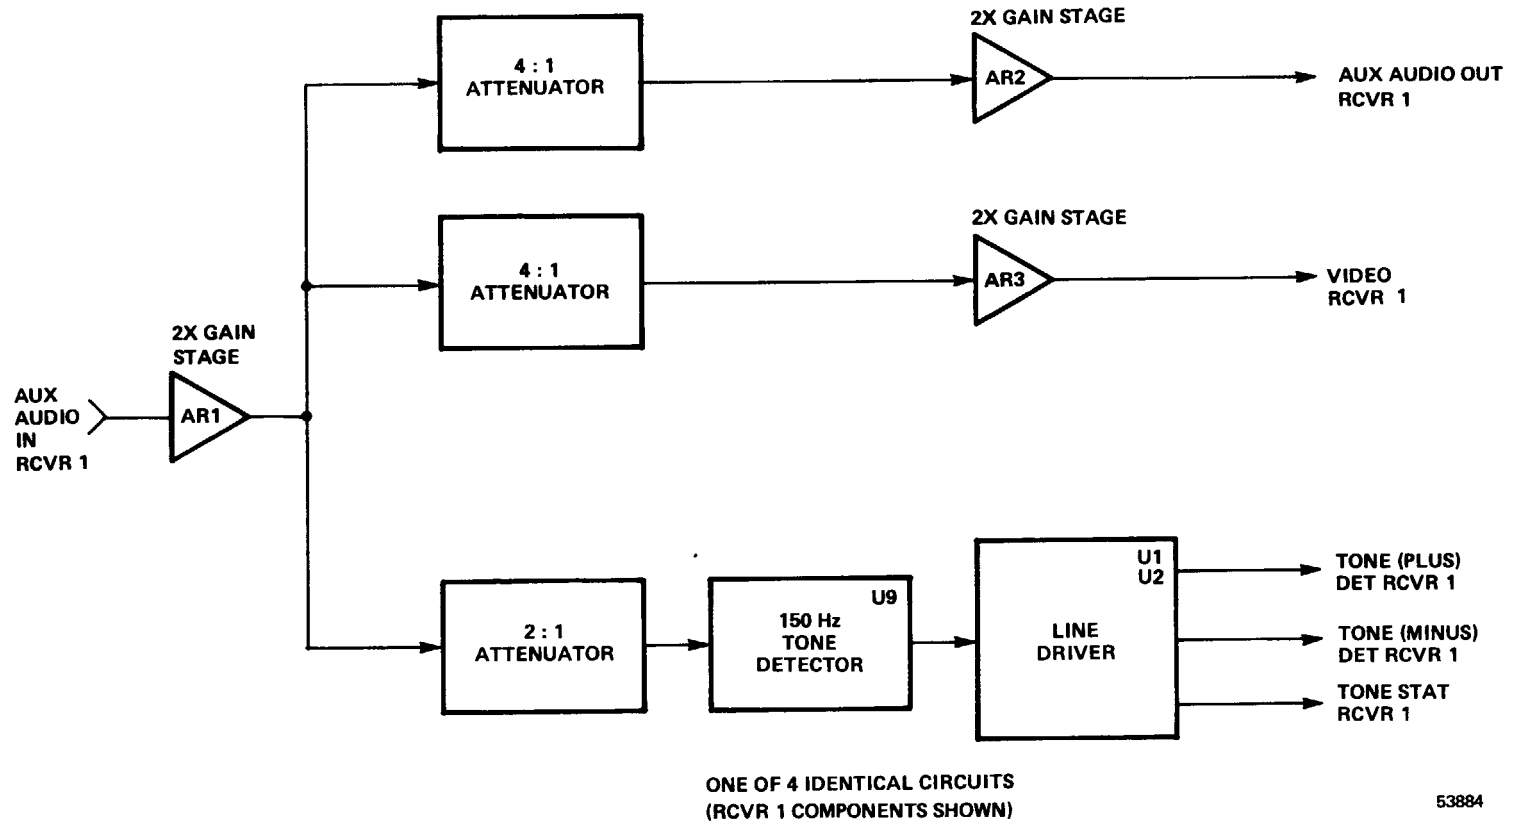 2X GAIN STAGE
4 : 1
ATTENUATOR
AR2
AUX AUDIO OUT
RCVR 1
2X GAIN STAGE
4 : 1
ATTENUATOR
AR3
VIDEO
RCVR 1
2X GAIN
STAGE
AUX
AUDIO
IN
RCVR 1
AR1
2 : 1
ATTENUATOR
U9
150 Hz
TONE
DETECTOR
U1
U2
LINE
DRIVER
TONE (PLUS)
DET RCVR 1
TONE (MINUS)
DET RCVR 1
TONE STAT
RCVR 1
ONE OF 4 IDENTICAL CIRCUITS
(RCVR 1 COMPONENTS SHOWN)
53884